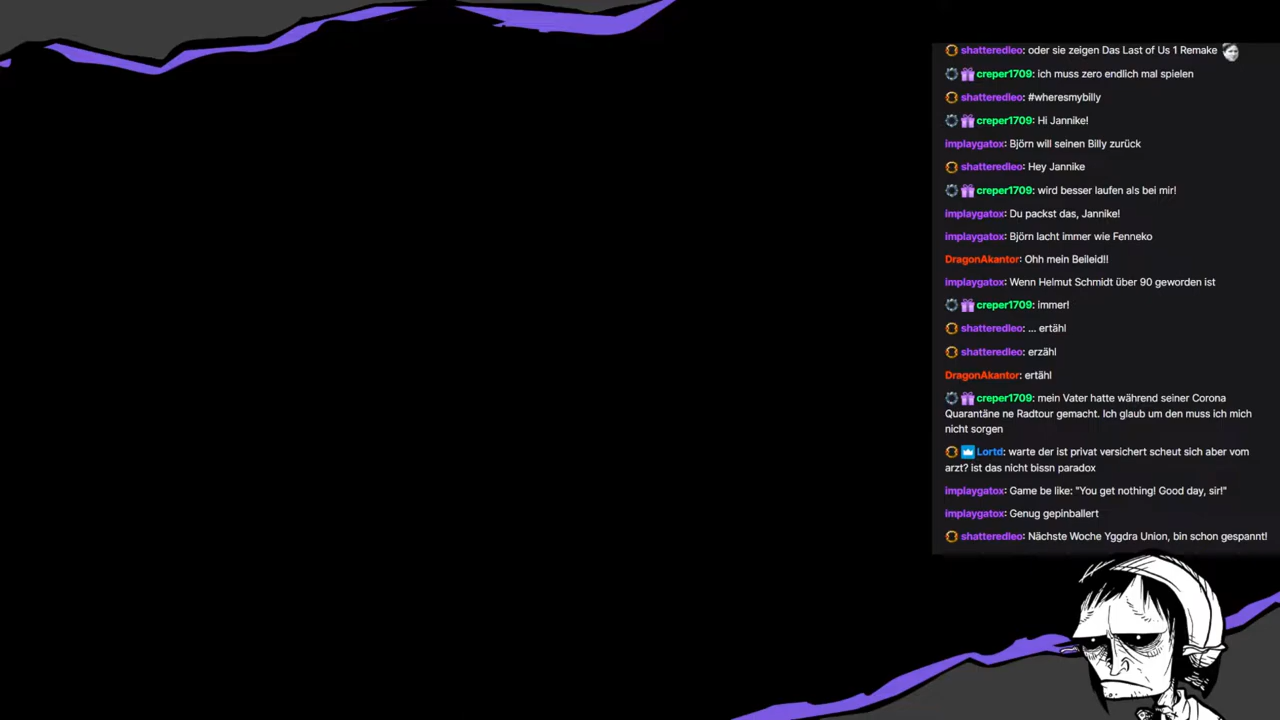 shatteredleo: oder sie zeigen Das Last of Us 1 Remake
creper1709: ich muss zero endlich mal spielen
shatteredleo: #wheresmybilly
creper1709: Hi Jannike!
implaygatox: Björn will seinen Billy zurück
shatteredleo: Hey Jannike
creper1709: wird besser laufen als bei mir!
implaygatox: Du packst das, Jannike!
implaygatox: Björn lacht immer wie Fenneko
DragonAkantor: Ohh mein Beileid!!
implaygatox: Wenn Helmut Schmidt über 90 geworden ist
creper1709: immer!
shatteredleo: ... ertähl
shatteredleo: erzähl
DragonAkantor: ertähl
creper1709: mein Vater hatte während seiner Corona
Quarantäne ne Radtour gemacht. Ich glaub um den muss ich mich
nicht sorgen
Lortd: warte der ist privat versichert scheut sich aber vom
arzt? ist das nicht bissn paradox
implaygatox: Game be like: "You get nothing! Good day, sir!"
implaygatox: Genug gepinballert
shatteredleo: Nächste Woche Yggdra Union, bin schon gespannt!